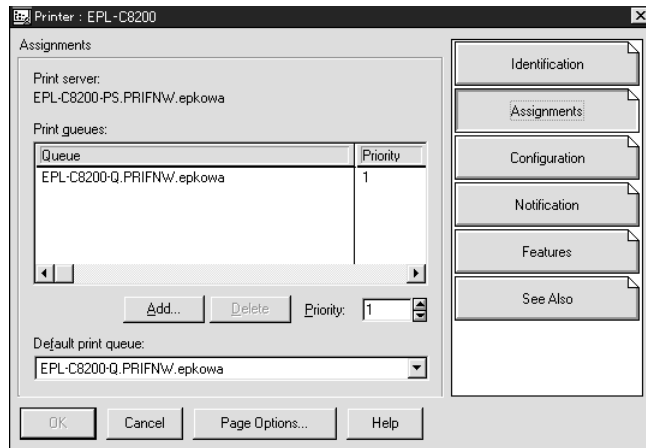 Printer : EPL-C8200
Assignments
Print server:
EPL-C8200-PS.PRIFNW.epkowa
Print queues:
Queue Priority
EPL-C8200-Q.PRIFNW.epkowa 1
Add... Delete Priority: 1
Default print queue:
EPL-C8200-Q.PRIFNW.epkowa
OK Cancel Page Options... Help
Identification
Assignments
Configuration
Notification
Features
See Also